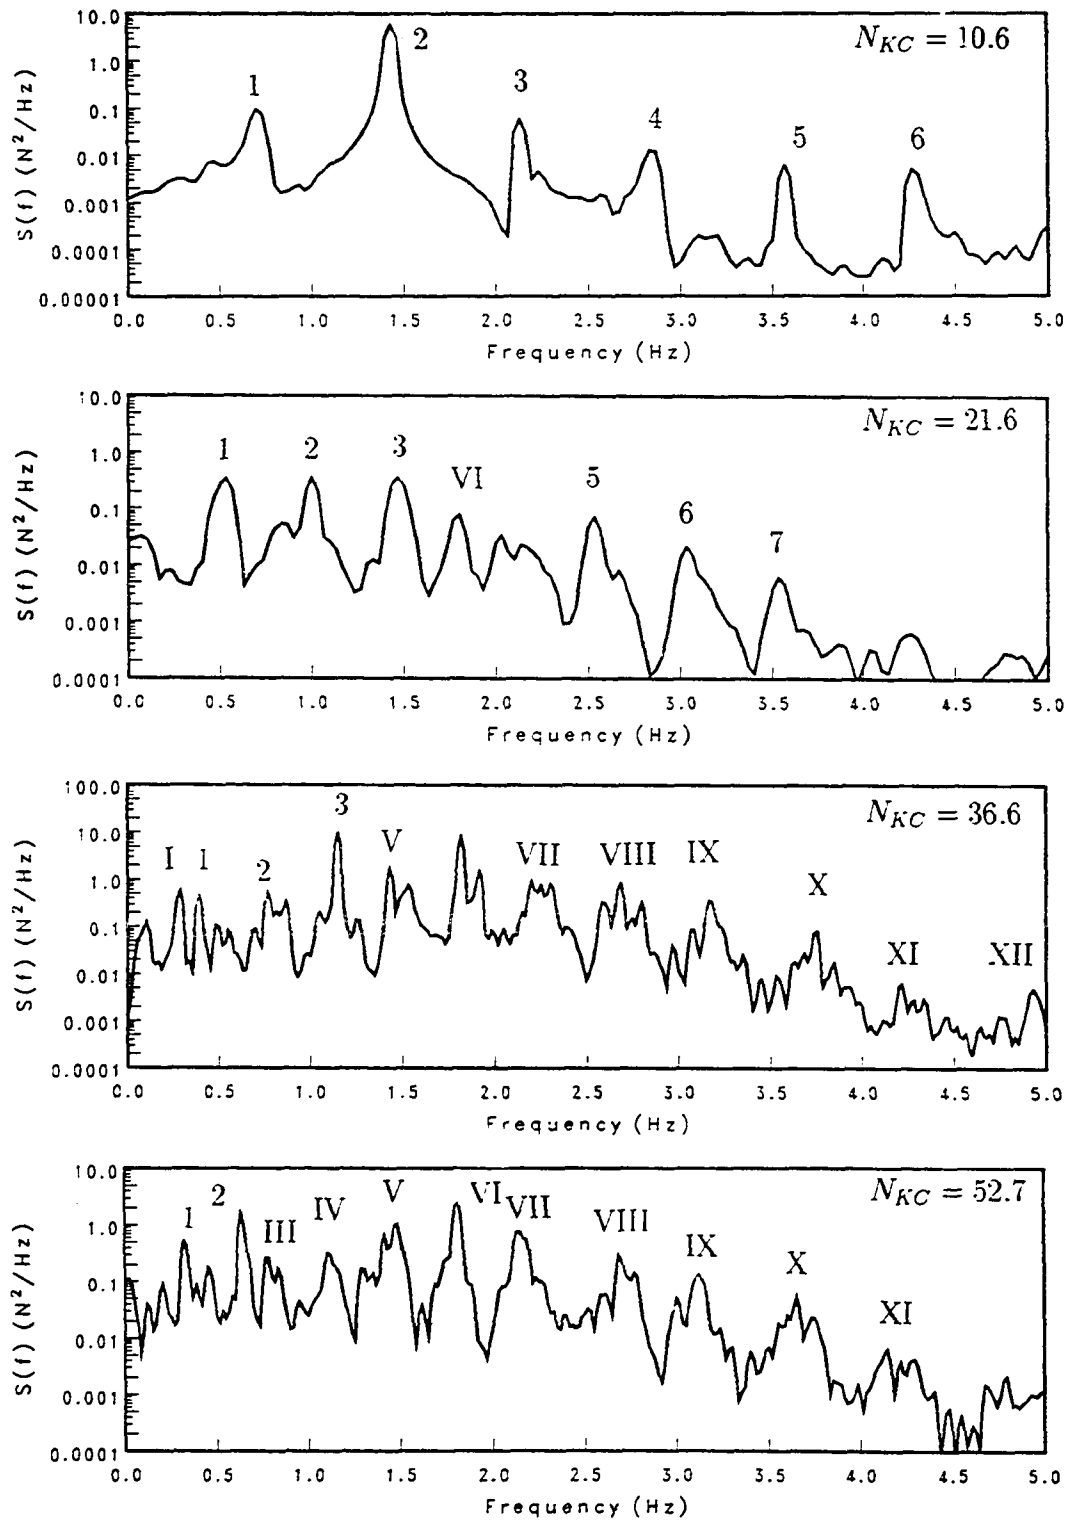 10.0
1.0
0.1
0.01
0.001
0.0001
0.00001
S(f) (N²/Hz)
N_KC = 10.6
1
2
3
4
5
6
0.0 0.5 1.0 1.5 2.0 2.5 3.0 3.5 4.0 4.5 5.0
Frequency (Hz)
10.0
1.0
0.1
0.01
0.001
0.0001
S(f) (N²/Hz)
N_KC = 21.6
1 2 3 VI 5 6 7
0.0 0.5 1.0 1.5 2.0 2.5 3.0 3.5 4.0 4.5 5.0
Frequency (Hz)
100.0
10.0
1.0
0.1
0.01
0.001
0.0001
S(f) (N²/Hz)
N_KC = 36.6
I 1 2 3 V VII VIII IX X XI XII
0.0 0.5 1.0 1.5 2.0 2.5 3.0 3.5 4.0 4.5 5.0
Frequency (Hz)
10.0
1.0
0.1
0.01
0.001
0.0001
S(f) (N²/Hz)
N_KC = 52.7
1 2 III IV V VI VII VIII IX X XI
0.0 0.5 1.0 1.5 2.0 2.5 3.0 3.5 4.0 4.5 5.0
Frequency (Hz)